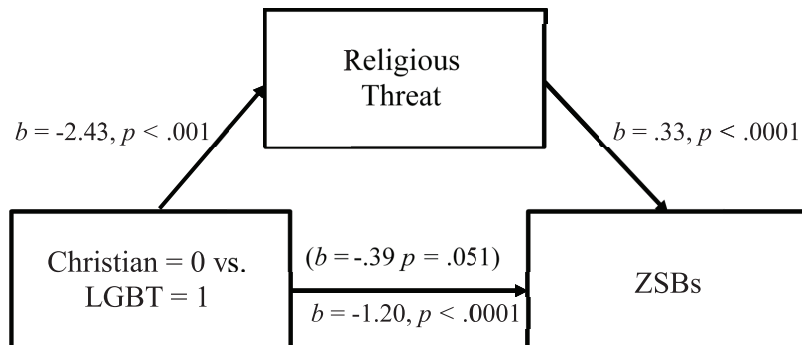 Religious
Threat
b = -2.43, p < .001
b = .33, p < .0001
Christian = 0 vs.
LGBT = 1
(b = -.39 p = .051)
b = -1.20, p < .0001
ZSBs